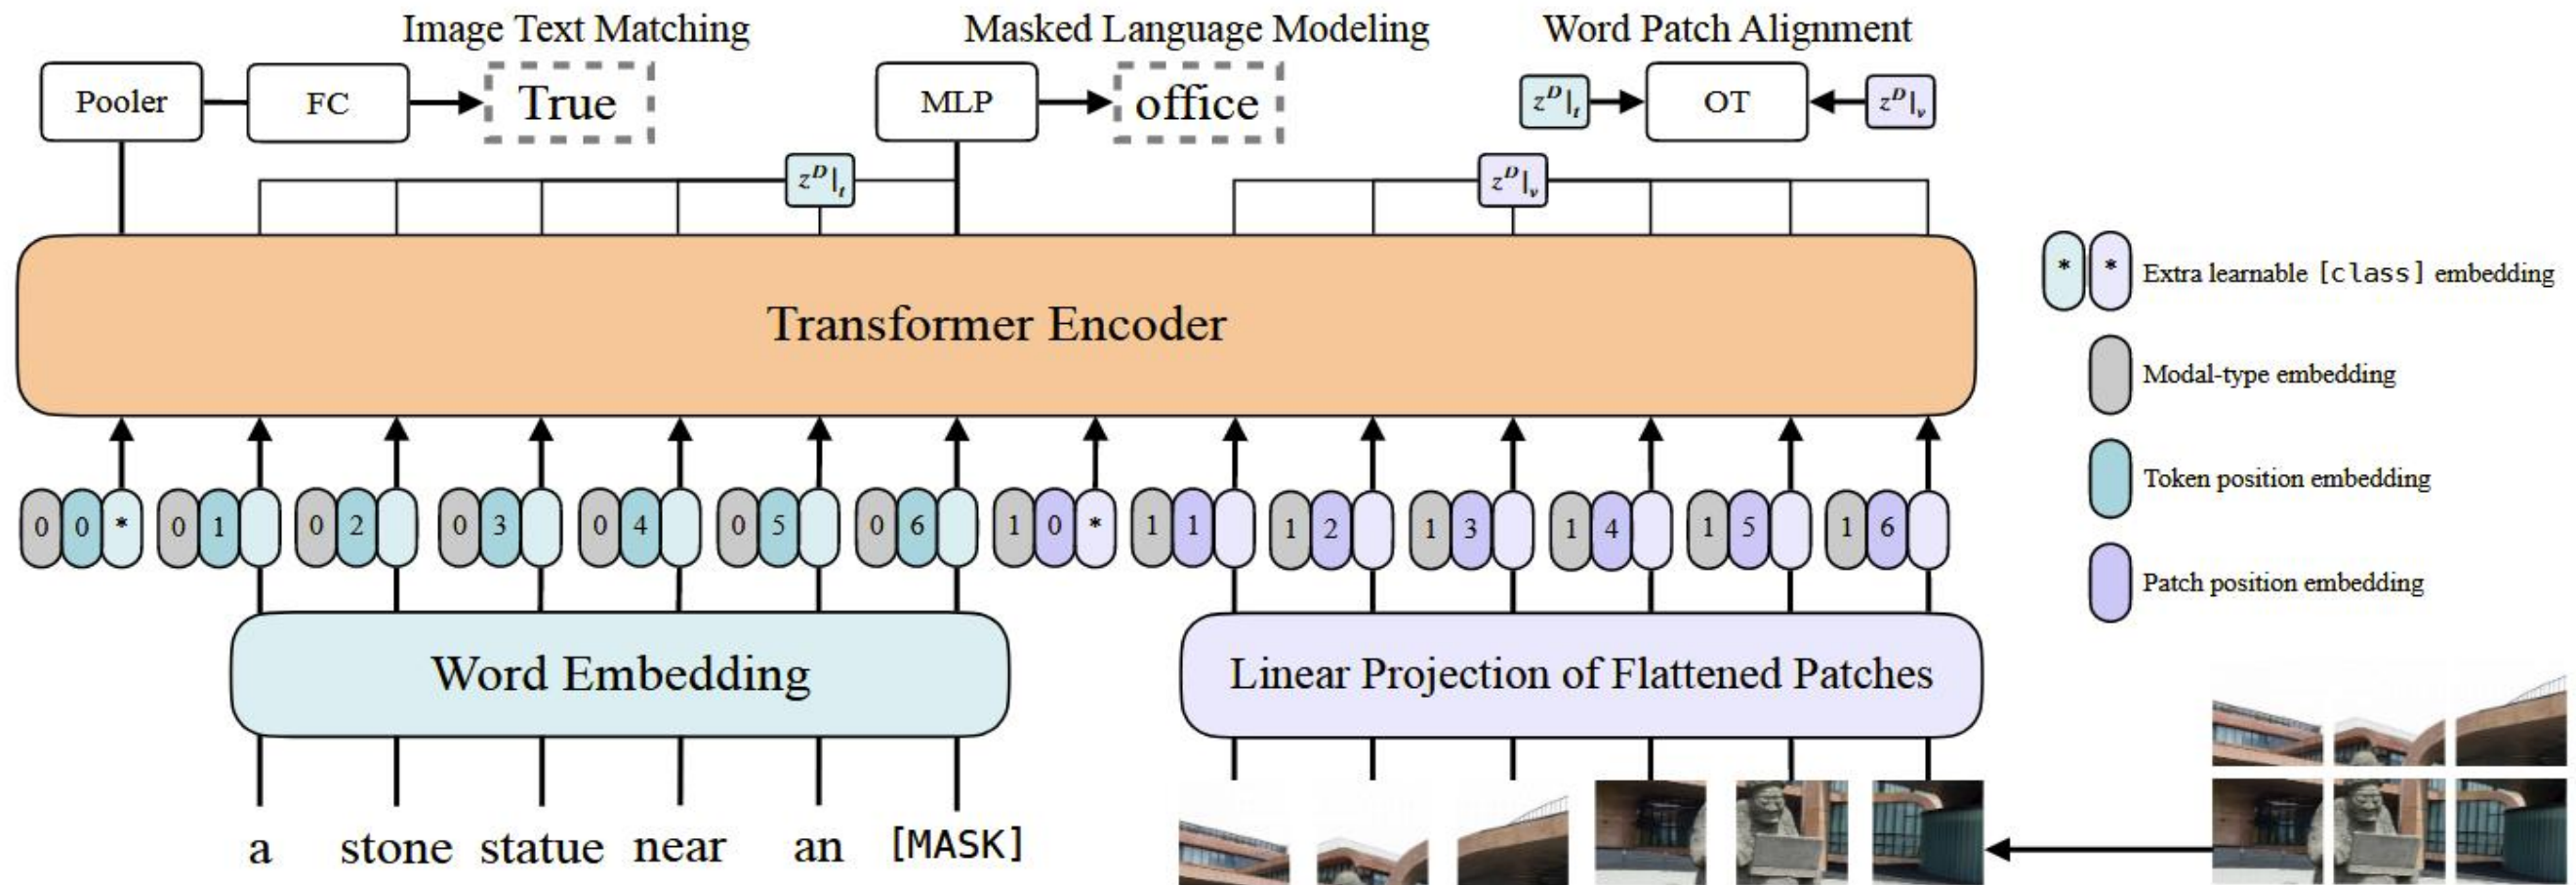 Image Text Matching
Masked Language Modeling
Word Patch Alignment
Pooler
FC
True
MLP
office
z^D|_t
OT
z^D|_v
z^D|_t
z^D|_v
Transformer Encoder
* * Extra learnable [class] embedding
Modal-type embedding
Token position embedding
Patch position embedding
0 0 * 0 1 0 2 0 3 0 4 0 5 0 6 1 0 * 1 1 1 2 1 3 1 4 1 5 1 6
Word Embedding
Linear Projection of Flattened Patches
a stone statue near an [MASK]